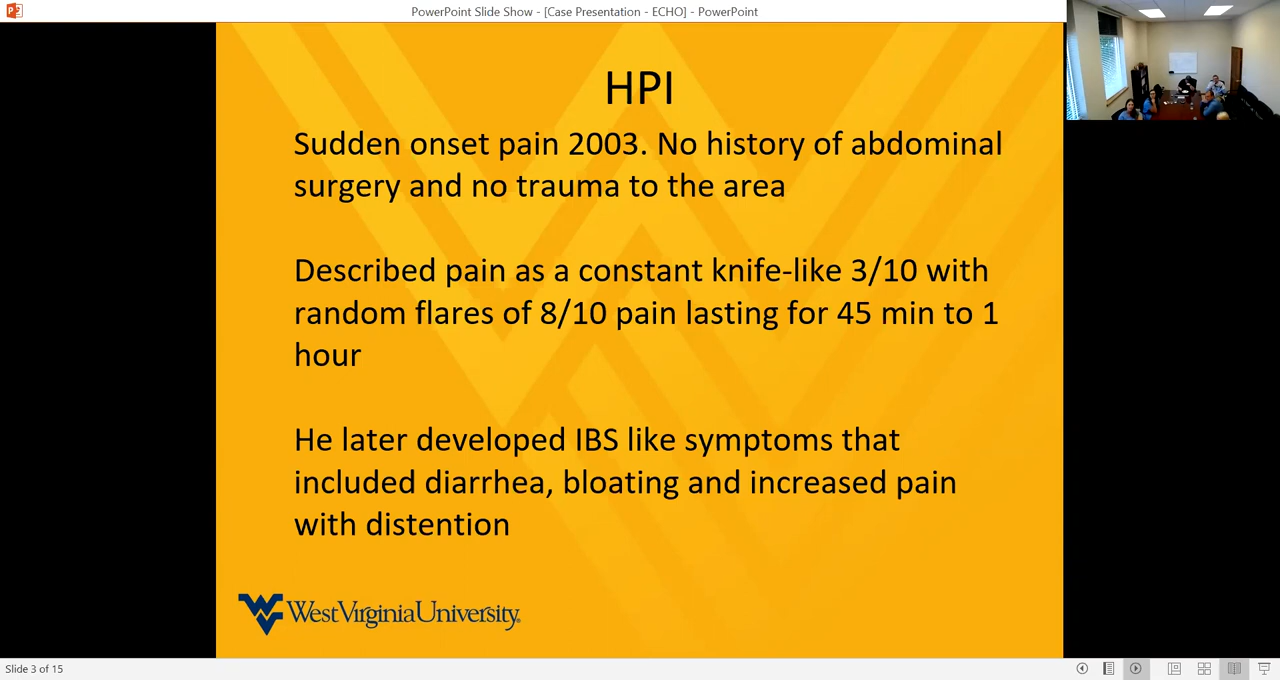 PowerPoint Slide Show - [Case Presentation - ECHO] - PowerPoint
HPI
Sudden onset pain 2003. No history of abdominal
surgery and no trauma to the area
Described pain as a constant knife-like 3/10 with
random flares of 8/10 pain lasting for 45 min to 1
hour
He later developed IBS like symptoms that
included diarrhea, bloating and increased pain
with distention
WestVirginiaUniversity®
Slide 3 of 15